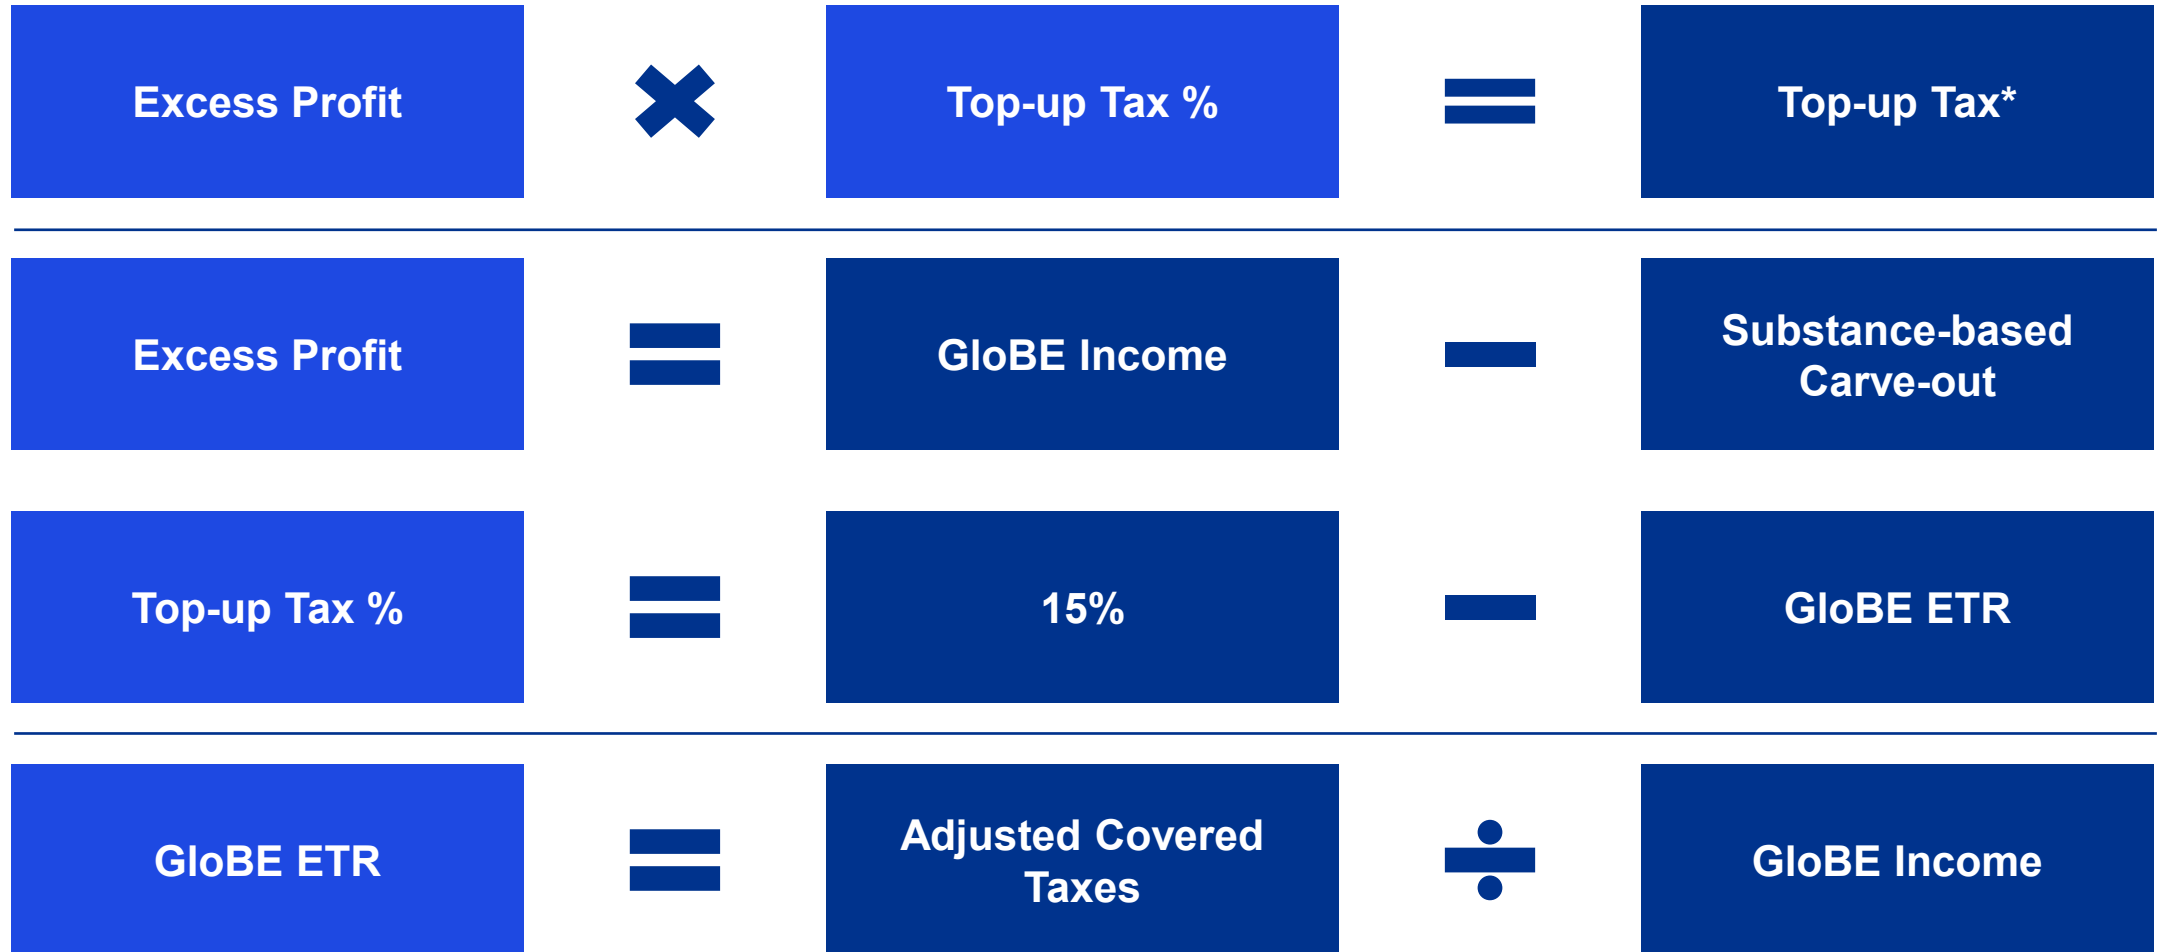 Excess Profit
Top-up Tax %
Top-up Tax*
Excess Profit
GloBE Income
Substance-based
Carve-out
Top-up Tax %
15%
GloBE ETR
GloBE ETR
Adjusted Covered
Taxes
GloBE Income